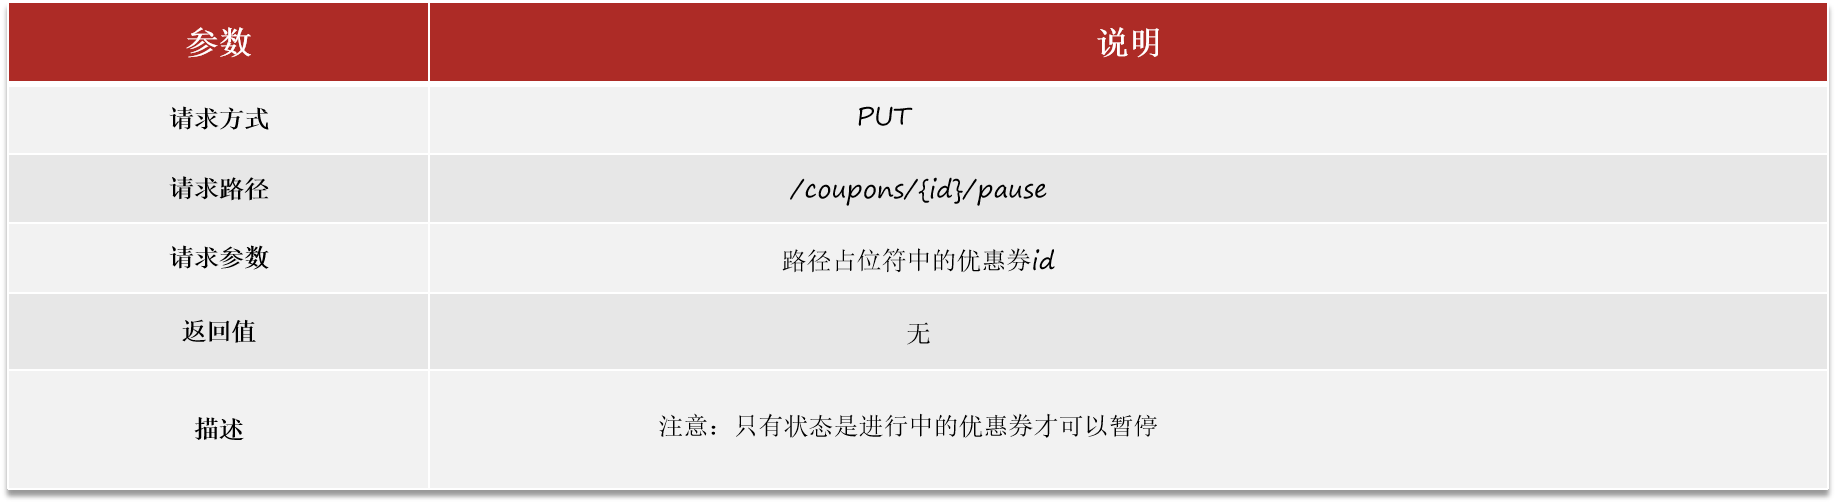 参数 说明
请求方式 PUT
请求路径 /coupons/{id}/pause
请求参数 路径占位符中的优惠券id
返回值 无
描述 注意：只有状态是进行中的优惠券才可以暂停